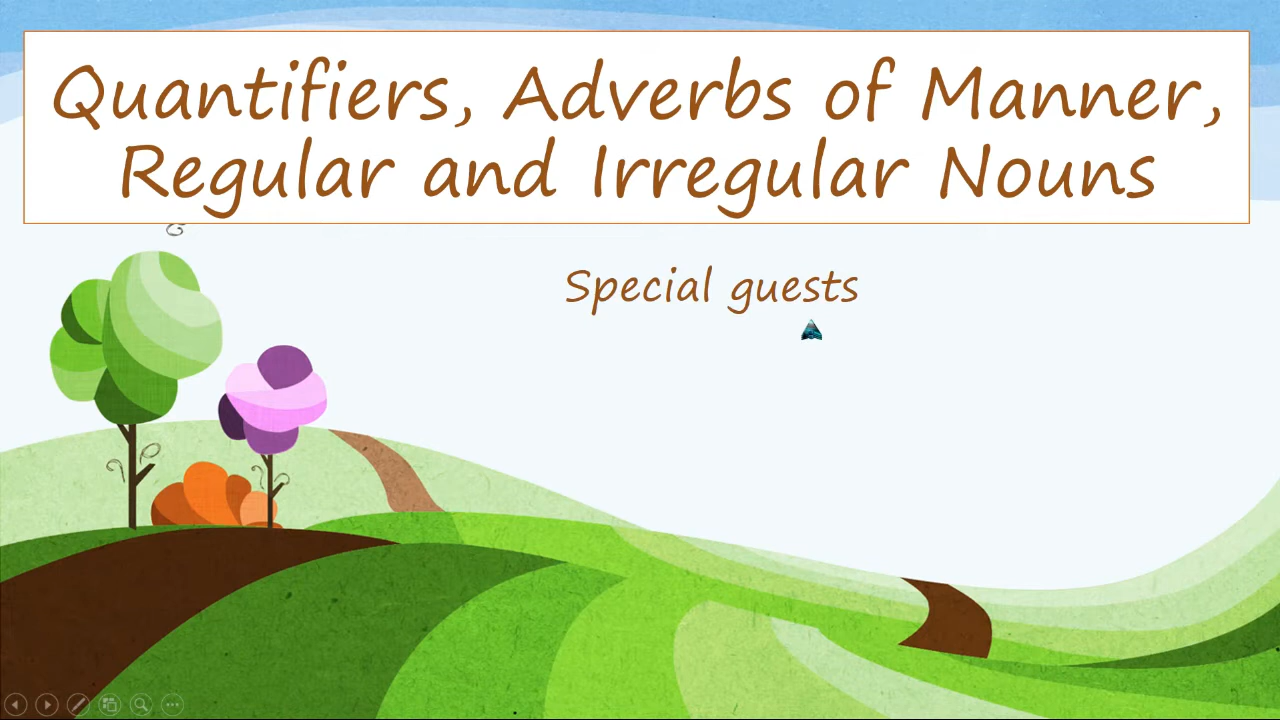 Quantifiers, Adverbs of Manner,
Regular and Irregular Nouns
Special guests